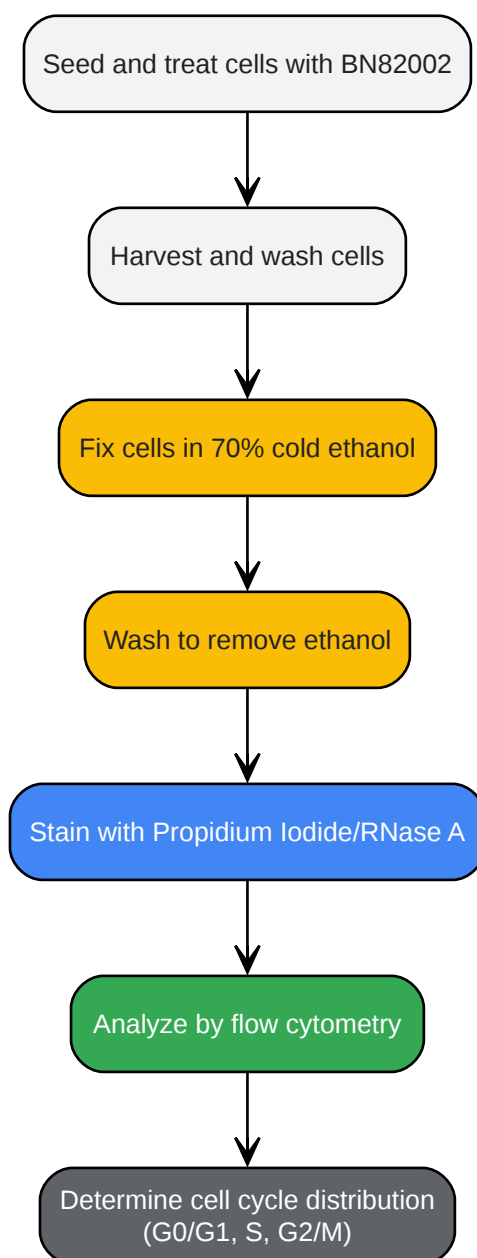 Seed and treat cells with BN82002
Harvest and wash cells
Fix cells in 70% cold ethanol
Wash to remove ethanol
Stain with Propidium Iodide/RNase A
Analyze by flow cytometry
Determine cell cycle distribution
(G0/G1, S, G2/M)